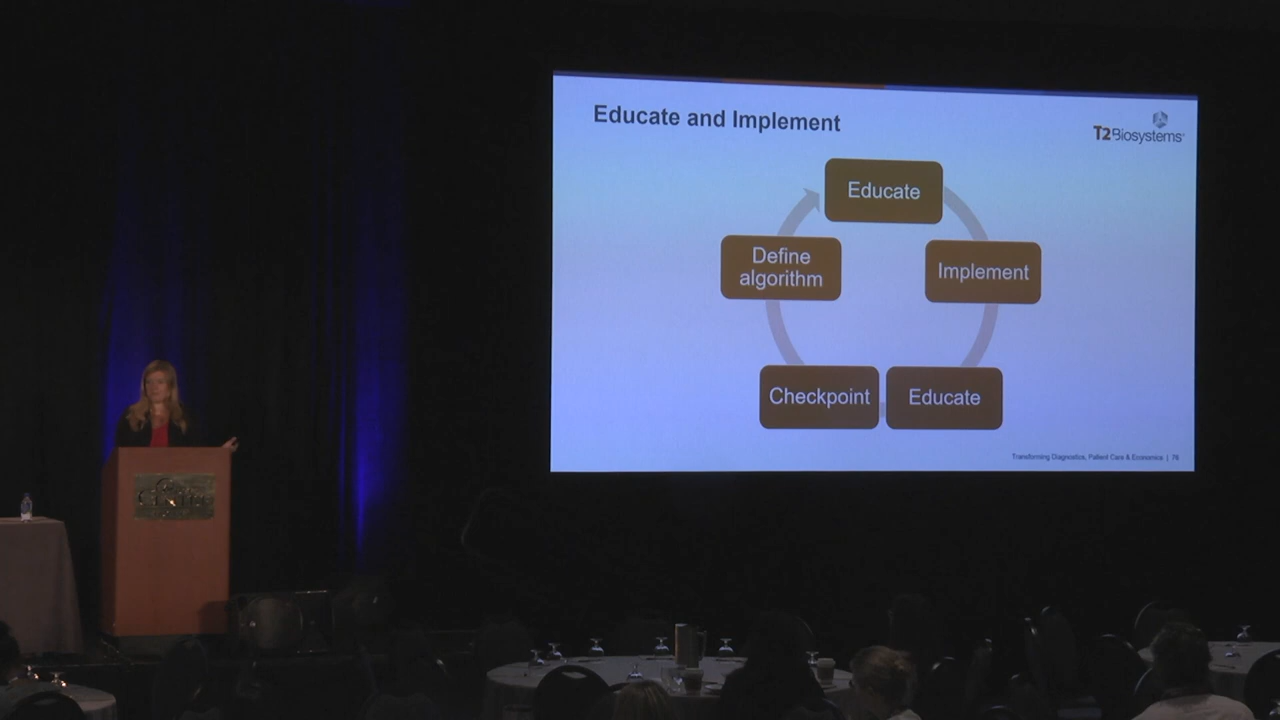 Educate and Implement
T2Biosystems
Educate
Define
algorithm
Implement
Checkpoint
Educate
Transforming Diagnostics, Patient Care & Economics | 76